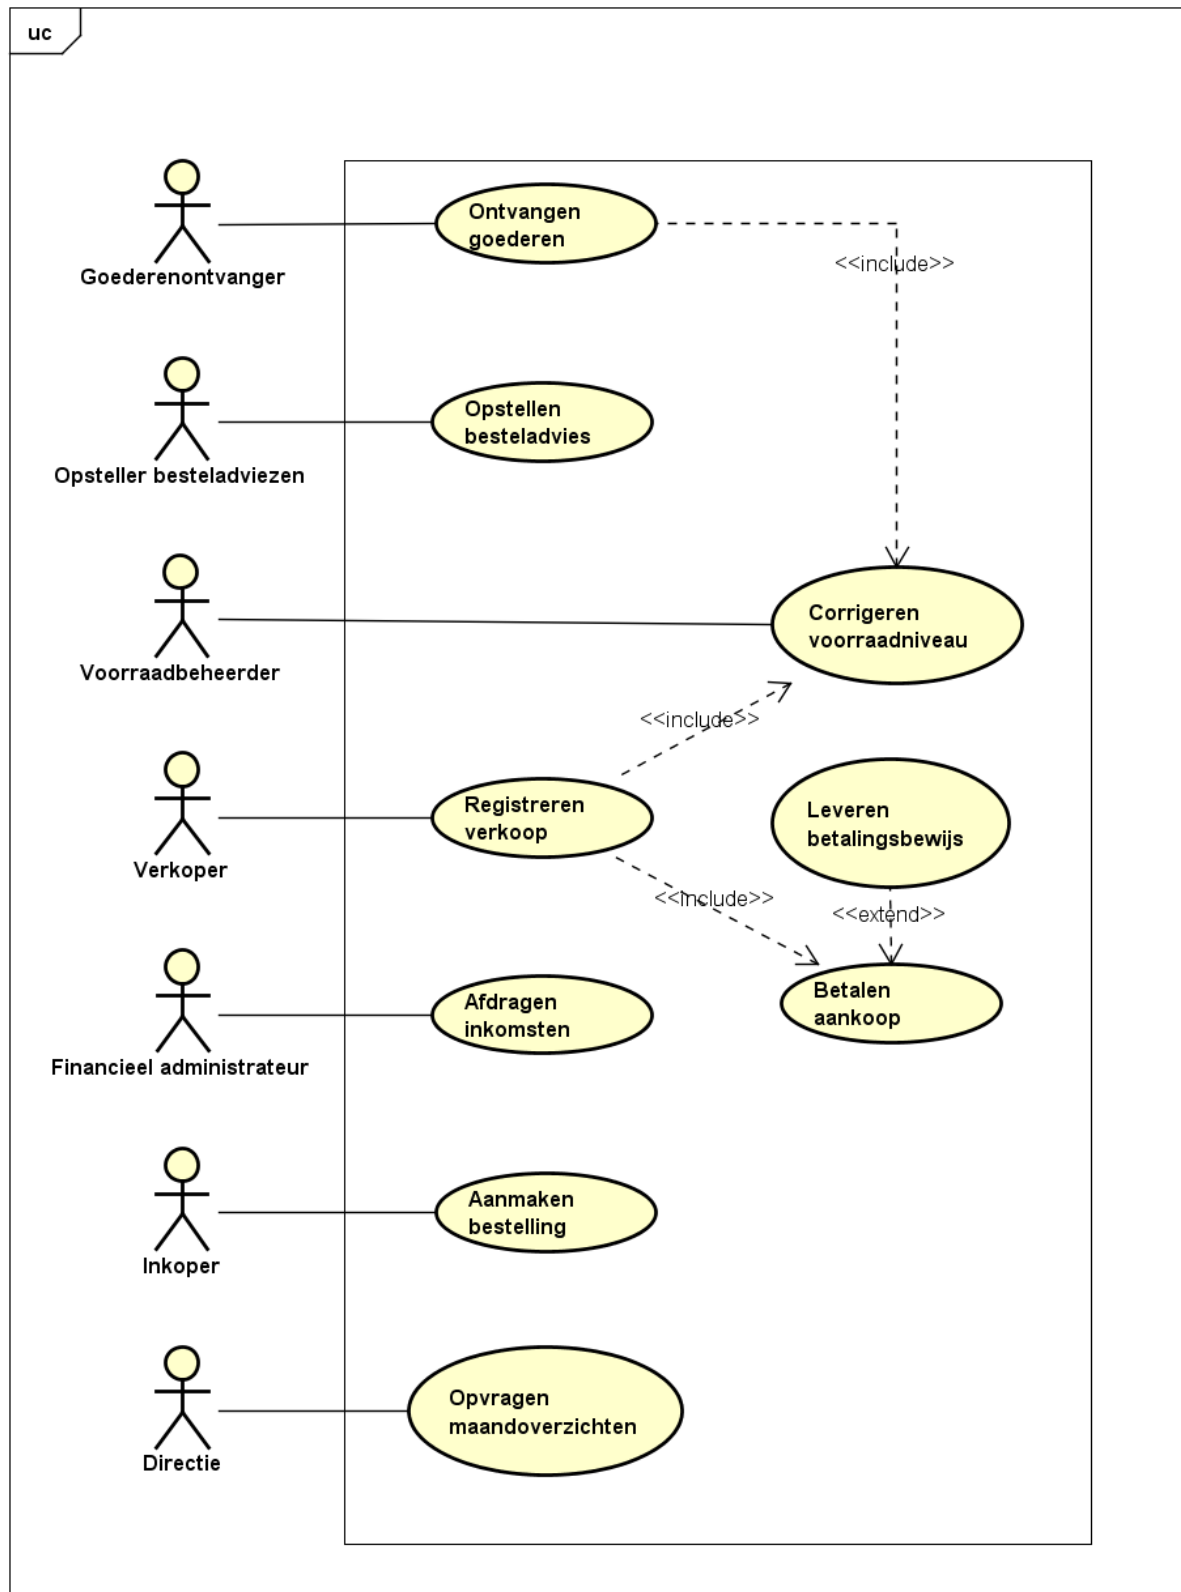 uc
Ontvangen
goederen
<<include>>
Goederenontvanger
Opstellen
besteladvies
Opsteller besteladviezen
Corrigeren
voorraadniveau
Voorraadbeheerder
<<include>>
Registreren
verkoop
Leveren
betalingsbewijs
Verkoper
<<include>>
<<extend>>
Afdragen
inkomsten
Betalen
aankoop
Financieel administrateur
Aanmaken
bestelling
Inkoper
Opvragen
maandoverzichten
Directie